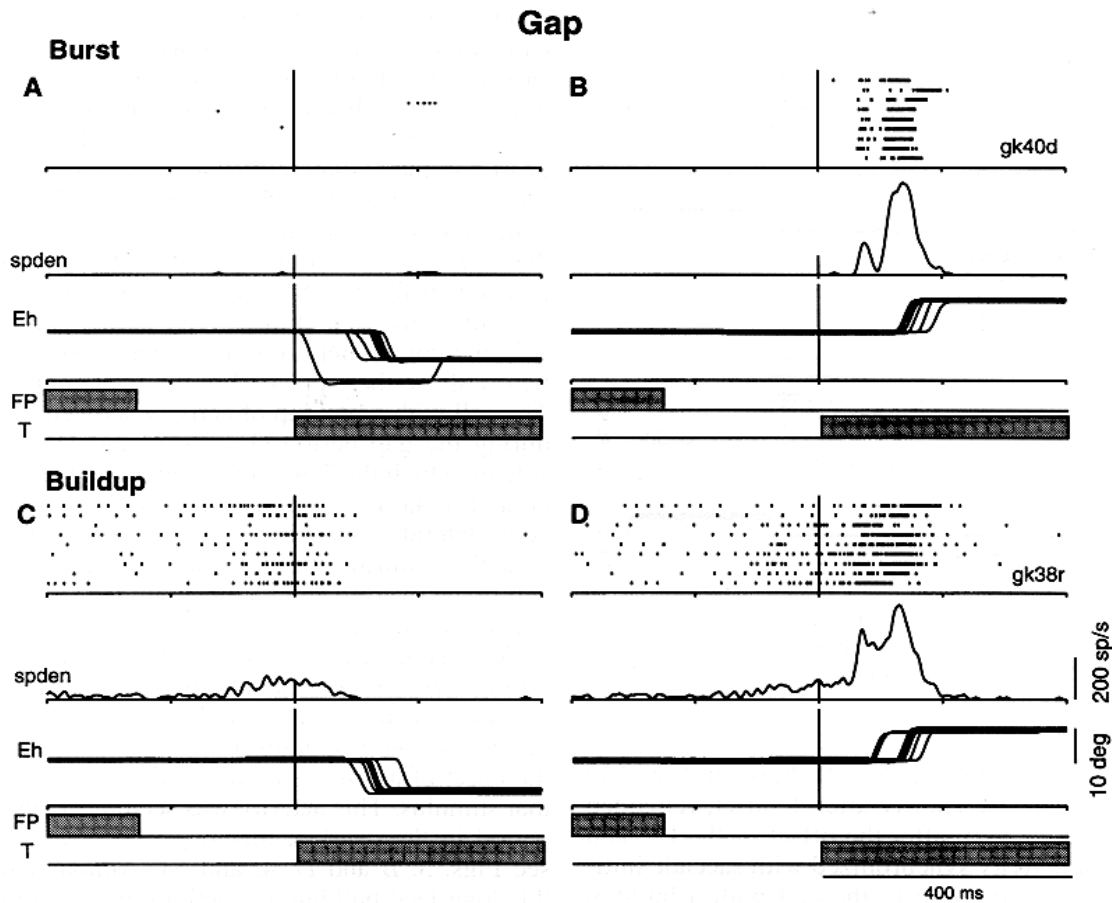 Gap
Burst
A
B
gk40d
spden
Eh
FP
T
Buildup
C
D
gk38r
spden
200 sp/s
Eh
10 deg
FP
T
400 ms